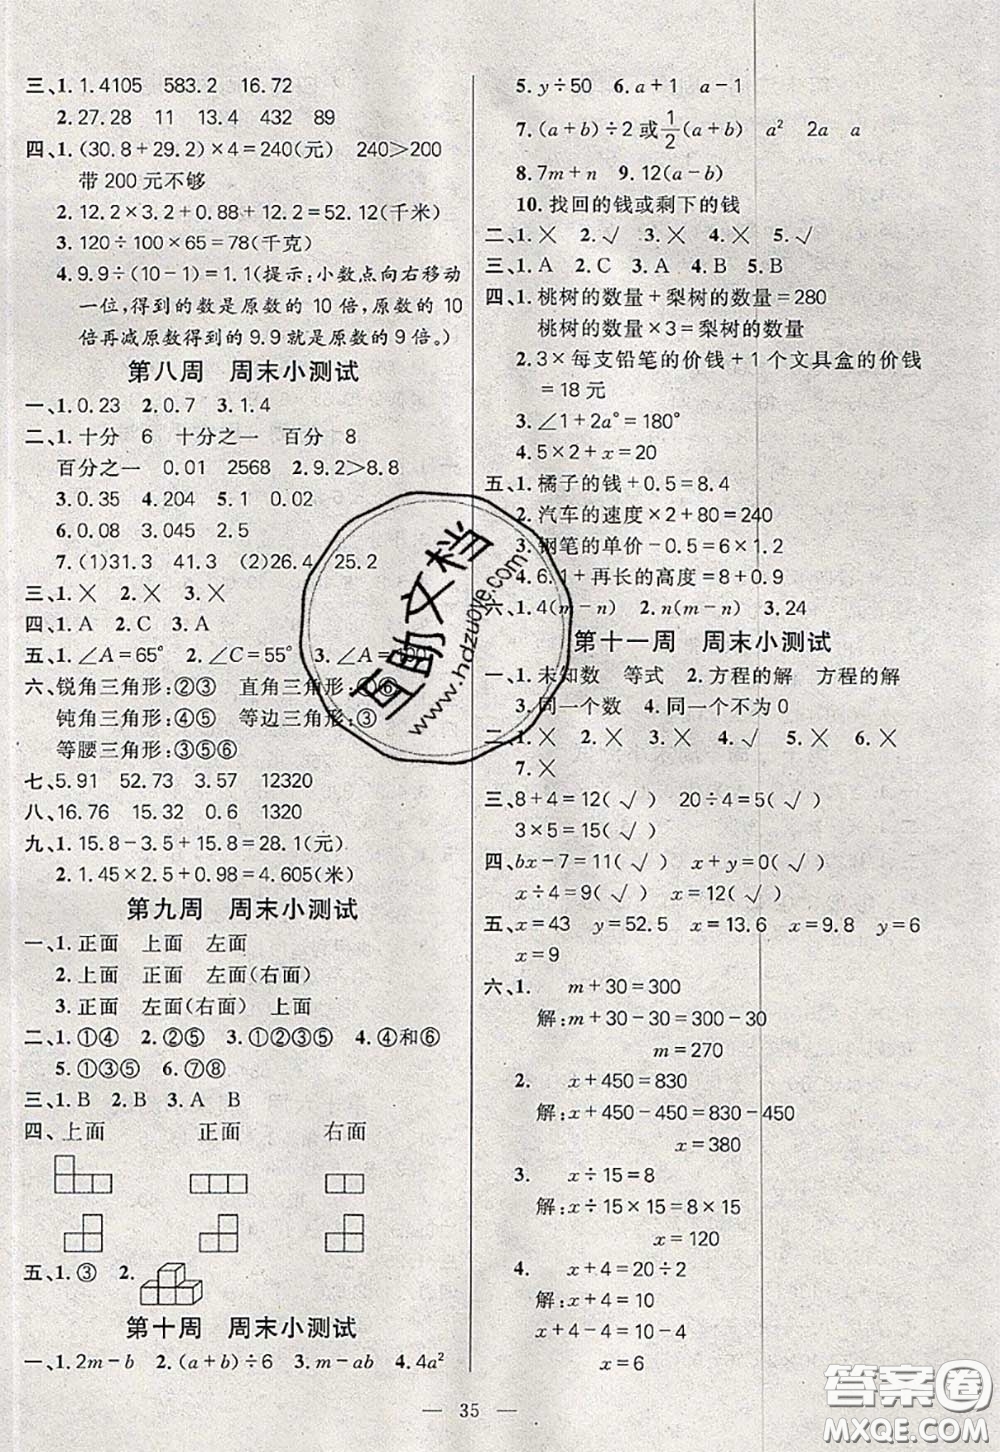 三、1. 1.4105　583.2　16.72
2. 27.28　11　13.4　432　89
四、1. (30.8+29.2)×4=240(元)　240>200
带 200 元不够
2. 12.2×3.2+0.88+12.2=52.12(千米)
3. 120÷100×65=78(千克)
4. 9.9÷(10-1)=1.1(提示:小数点向右移动
一位,得到的数是原数的 10 倍,原数的 10
倍再减原数得到的 9.9 就是原数的 9 倍。)
第八周　周末小测试
一、1. 0.23　2. 0.7　3. 1.4
二、1. 十分　6　十分之一　百分　8
百分之一　0.01　2568　2. 9.2>8.8
3. 0.35　4. 204　5. 1　0.02
6. 0.08　3.045　2.5
7. (1)31.3　41.3　(2)26.4　25.2
三、1. ×　2. ×　3. ×
四、1. A　2. C　3. A
五、1. ∠A=65°　2. ∠C=55°　3. ∠A=
六、锐角三角形:②③　直角三角形:①⑥
钝角三角形:④⑤　等边三角形:③
等腰三角形:③⑤⑥
七、5.91　52.73　3.57　12320
八、16.76　15.32　0.6　1320
九、1. 15.8-3.5+15.8=28.1(元)
2. 1.45×2.5+0.98=4.605(米)
第九周　周末小测试
一、1. 正面　上面　左面
2. 上面　正面　左面(右面)
3. 正面　左面(右面)　上面
二、1. ①④　2. ②⑤　3. ①②③⑤　4. ④和⑥
5. ①③⑤　6. ⑦⑧
三、1. B　2. B　3. A　B
四、上面　正面　右面
五、1. ③　2.
第十周　周末小测试
一、1. 2m-b　2. (a+b)÷6　3. m-ab　4. 4a²
5. y÷50　6. a+1　a-1
7. (a+b)÷2或1/2(a+b)　a²　2a　a
8. 7m+n　9. 12(a-b)
10. 找回的钱或剩下的钱
二、1. ×　2. √　3. ×　4. ×　5. √
三、1. A　2. C　3. A　4. B　5. B
四、1. 桃树的数量+梨树的数量=280
桃树的数量×3=梨树的数量
2. 3×每支铅笔的价钱+1个文具盒的价钱
=18元
3. ∠1+2a°=180°
4. 5×2+x=20
五、1. 橘子的钱+0.5=8.4
2. 汽车的速度×2+80=240
3. 钢笔的单价-0.5=6×1.2
4. 6.1+再长的高度=8+0.9
六、1. 4(m-n)　2. n(m-n)　3. 24
第十一周　周末小测试
一、1. 未知数　等式　2. 方程的解　方程的解
3. 同一个数　4. 同一个不为0
二、1. ×　2. ×　3. ×　4. ×　5. ×　6. ×
7. ×
三、8+4=12(√)　20÷4=5(√)
3×5=15(√)
四、bx-7=11(√)　x+y=0(√)
x÷4=9(√)　x=12(√)
五、x=43　y=52.5　x=13.6　x=9.8　y=6
x=9
六、1. m+30=300
解:m+30-30=300-30
m=270
2. x+450=830
解:x+450-450=830-450
x=380
3. x÷15=8
解:x÷15×15=8×15
x=120
4. x+4=20÷2
解:x+4=10
x+4-4=10-4
x=6
— 35 —
互助文档
www.hdzuoye.com
答案圈
MXQE.COM